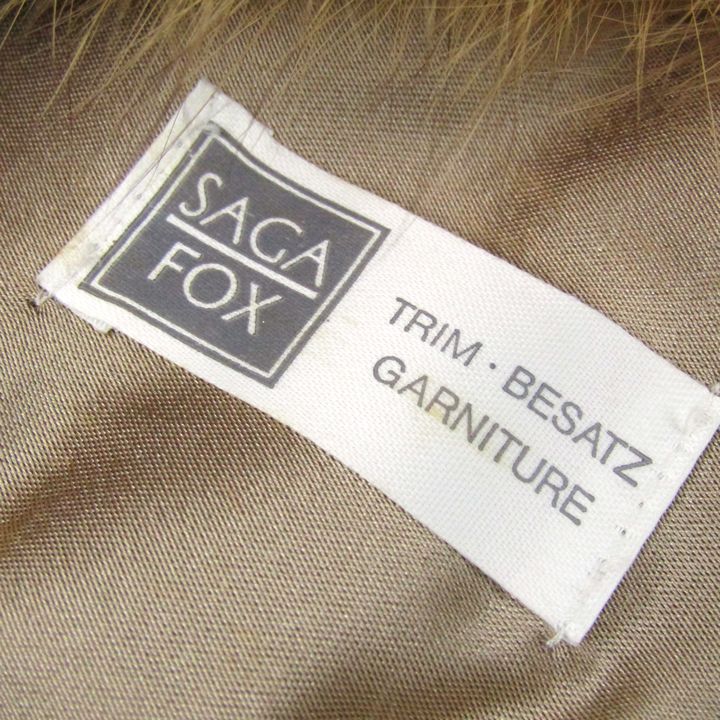 SAGA
FOX
TRIM · BESATZ
GARNITURE